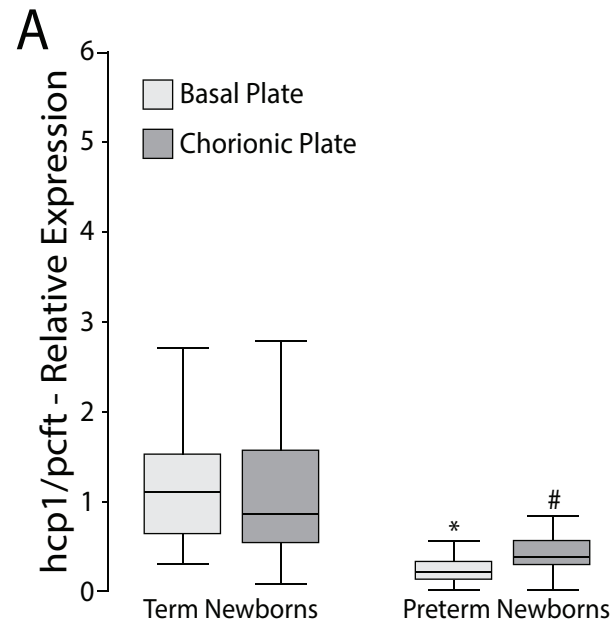 A
hcp1/pcft - Relative Expression
6
5
4
3
2
1
0
Basal Plate
Chorionic Plate
*
#
Term Newborns
Preterm Newborns